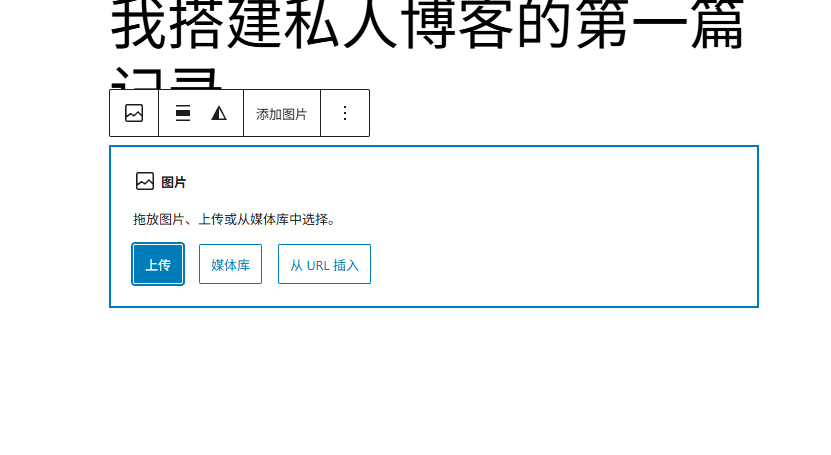 我搭建私人博客的第一篇
记录
添加图片
图片
拖放图片、上传或从媒体库中选择。
上传
媒体库
从 URL 插入